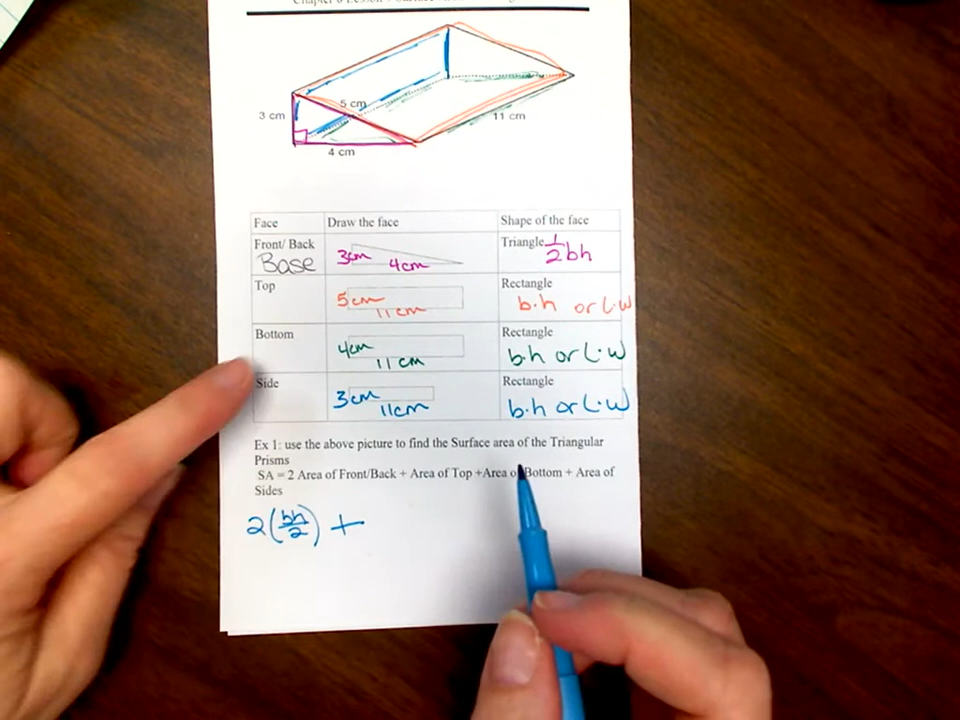 3 cm
5 cm
11 cm
4 cm
Face Draw the face Shape of the face
Front/ Back Base 3cm 4cm Triangle 1/2 bh
Top 5cm 11cm Rectangle b·h or l·w
Bottom 4cm 11cm Rectangle b·h or l·w
Side 3cm 11cm Rectangle b·h or l·w
Ex 1: use the above picture to find the Surface area of the Triangular
Prisms
SA = 2 Area of Front/Back + Area of Top +Area of Bottom + Area of
Sides
2(bh/2) +